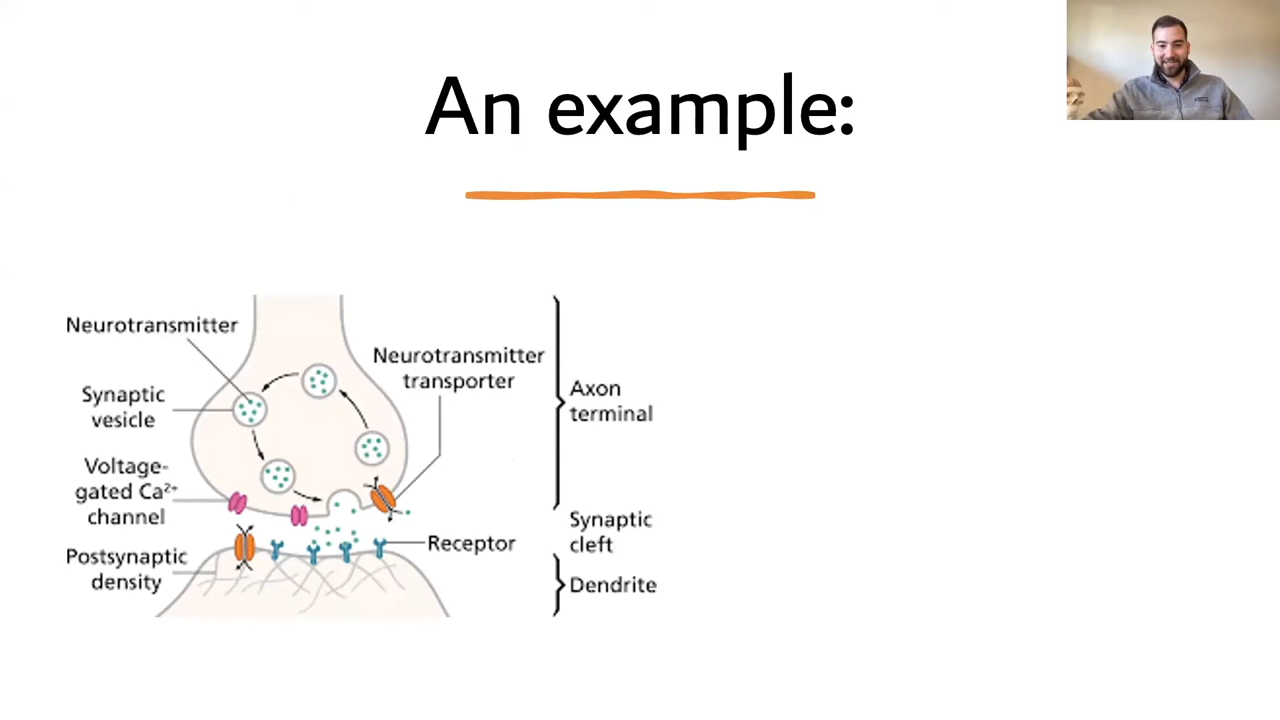 An example:
Neurotransmitter
Neurotransmitter
transporter
Synaptic
vesicle
Voltage-
gated Ca²⁺
channel
Postsynaptic
density
Receptor
Axon
terminal
Synaptic
cleft
Dendrite